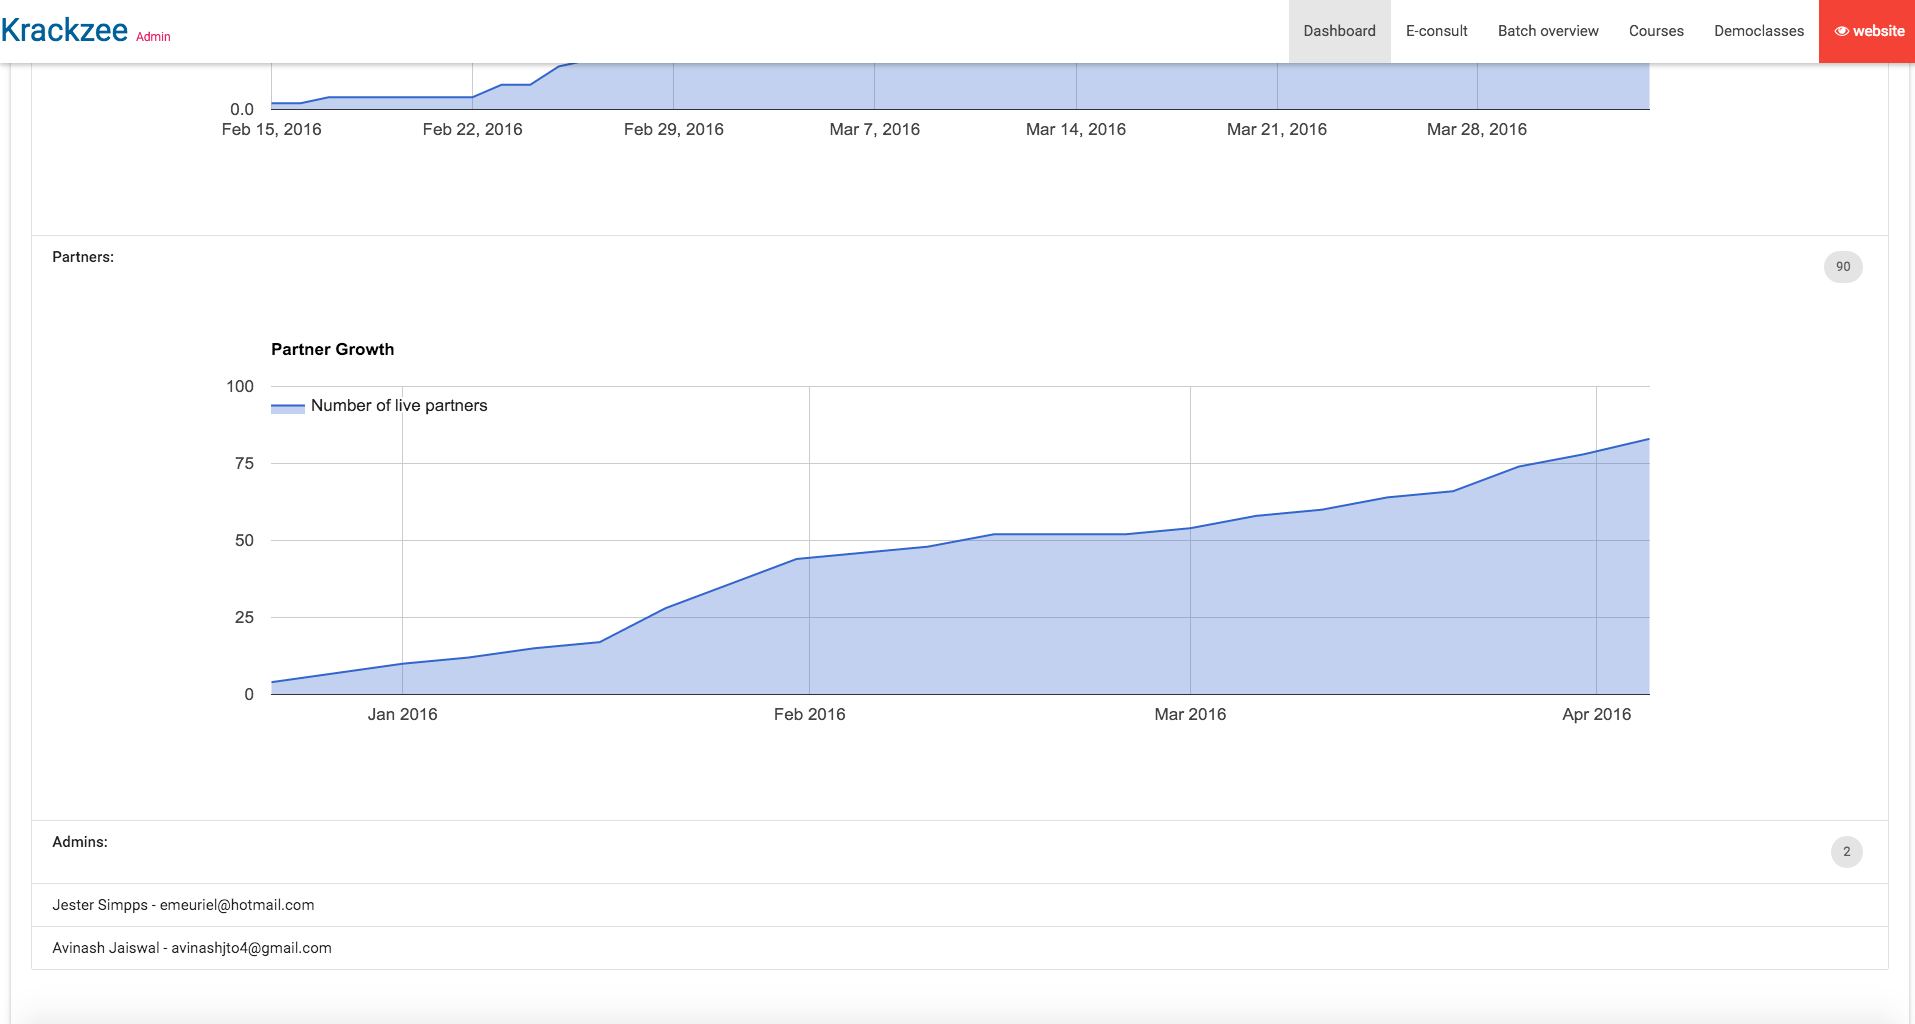 Krackzee Admin
Dashboard E-consult Batch overview Courses Democlasses website
0.0
Feb 15, 2016 Feb 22, 2016 Feb 29, 2016 Mar 7, 2016 Mar 14, 2016 Mar 21, 2016 Mar 28, 2016
Partners:
90
Partner Growth
100
Number of live partners
75
50
25
0
Jan 2016 Feb 2016 Mar 2016 Apr 2016
Admins:
2
Jester Simpps - emeuriel@hotmail.com
Avinash Jaiswal - avinashjto4@gmail.com